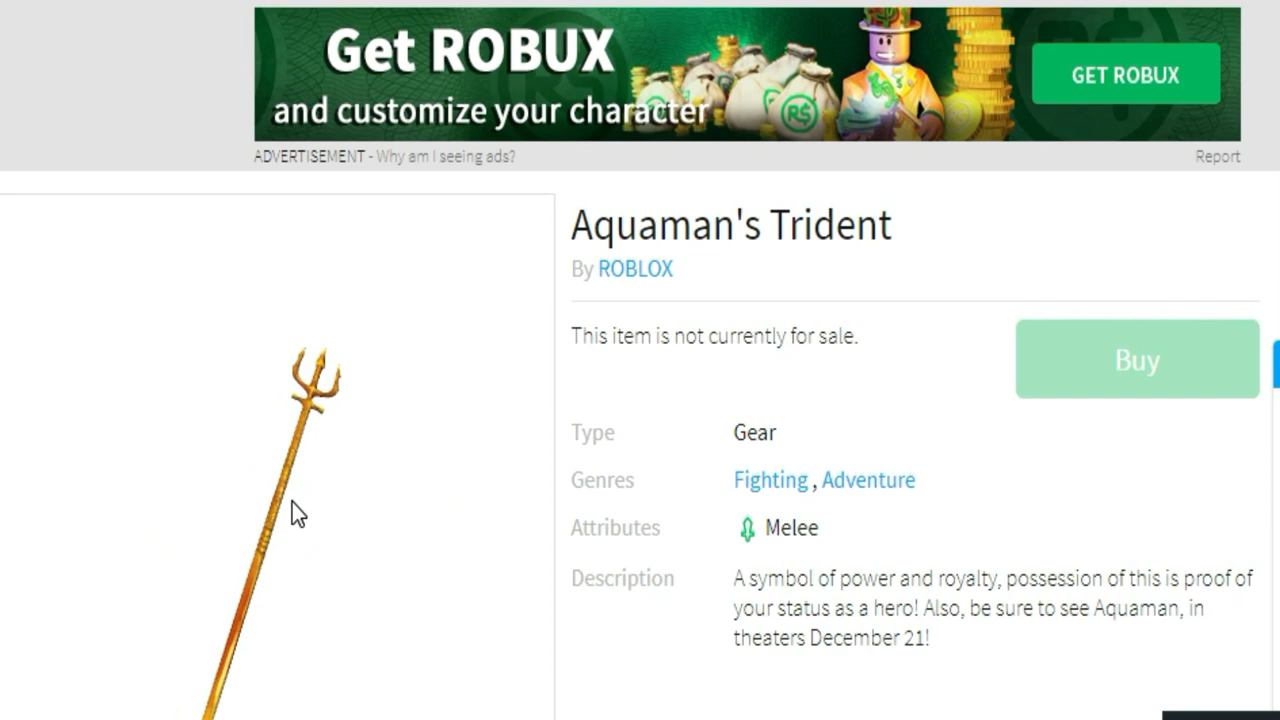 Get ROBUX
and customize your character
R$
GET ROBUX
ADVERTISEMENT - Why am I seeing ads?
Report
Aquaman's Trident
By ROBLOX
This item is not currently for sale.
Buy
Type Gear
Genres Fighting , Adventure
Attributes Melee
Description A symbol of power and royalty, possession of this is proof of
your status as a hero! Also, be sure to see Aquaman, in
theaters December 21!